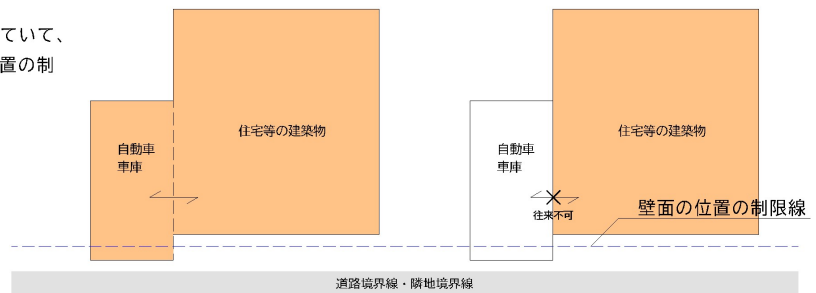 ていて、
置の制
住宅等の建築物
自動車
車庫
住宅等の建築物
自動車
車庫
往来不可
壁面の位置の制限線
道路境界線・隣地境界線